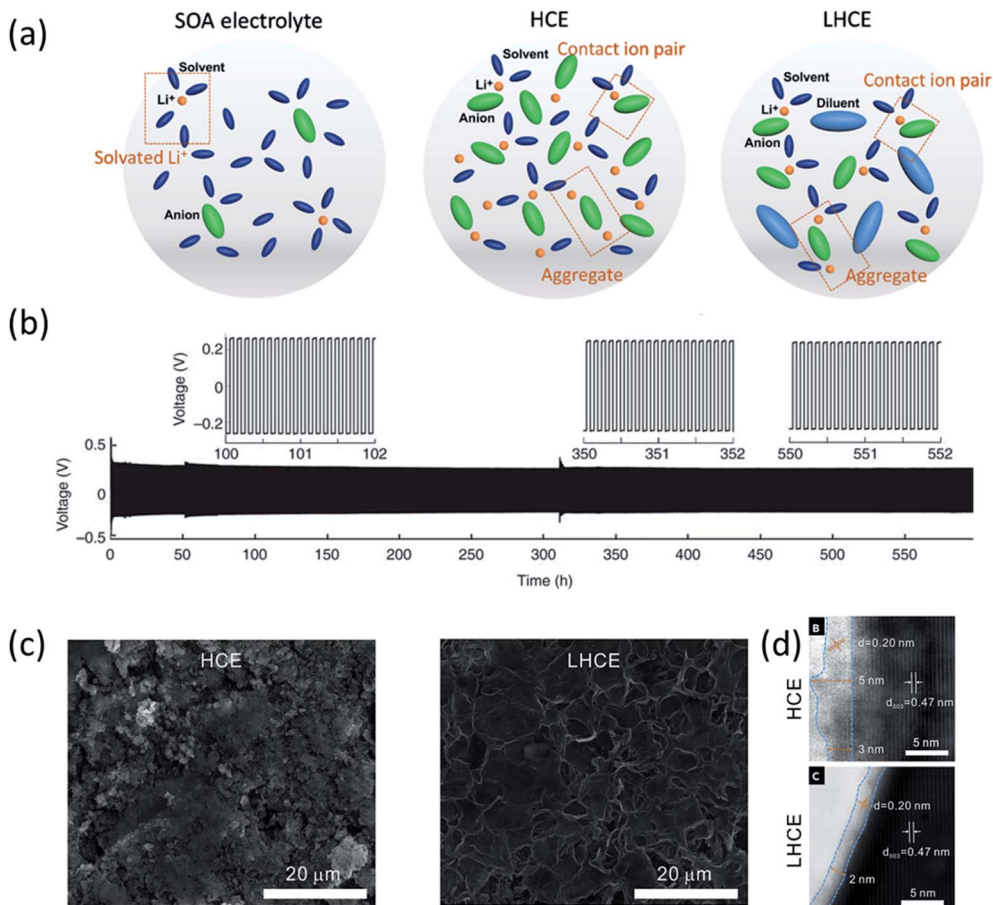 (a)
SOA electrolyte
HCE
LHCE
Solvent
Li⁺
Solvated Li⁺
Anion
Solvent
Li⁺
Anion
Contact ion pair
Aggregate
Solvent
Li⁺
Diluent
Anion
Contact ion pair
Aggregate
(b)
Voltage (V)
0.2
0
−0.2
100 101 102
350 351 352
550 551 552
Voltage (V)
0.5
0
−0.5
0 50 100 150 200 250 300 350 400 450 500 550
Time (h)
(c)
HCE
20 μm
LHCE
20 μm
(d)
HCE
B
d=0.20 nm
5 nm
d₀₀₃=0.47 nm
3 nm
5 nm
LHCE
C
d=0.20 nm
d₀₀₃=0.47 nm
2 nm
5 nm